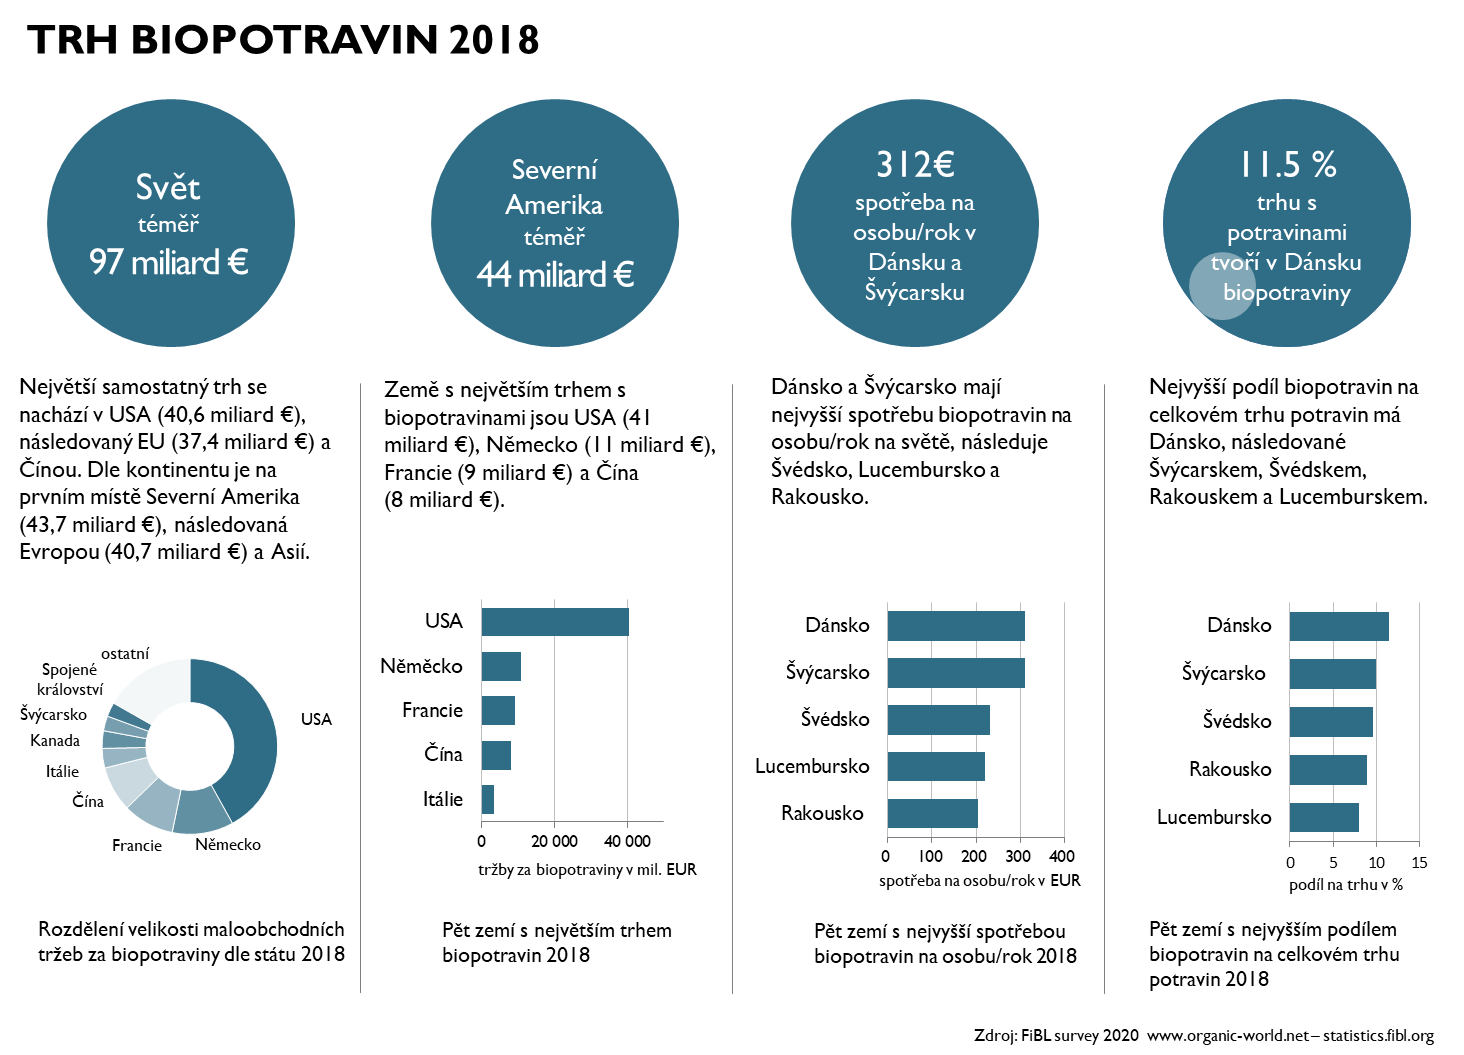 TRH BIOPOTRAVIN 2018
Svět
téměř
97 miliard €
Severní
Amerika
téměř
44 miliard €
312€
spotřeba na
osobu/rok v
Dánsku a
Švýcarsku
11.5 %
trhu s
potravinami
tvoří v Dánsku
biopotraviny
Největší samostatný trh se
nachází v USA (40,6 miliard €),
následovaný EU (37,4 miliard €) a
Čínou. Dle kontinentu je na
prvním místě Severní Amerika
(43,7 miliard €), následovaná
Evropou (40,7 miliard €) a Asií.
Země s největším trhem s
biopotravinami jsou USA (41
miliard €), Německo (11 miliard €),
Francie (9 miliard €) a Čína
(8 miliard €).
Dánsko a Švýcarsko mají
nejvyšší spotřebu biopotravin na
osobu/rok na světě, následuje
Švédsko, Lucembursko a
Rakousko.
Nejvyšší podíl biopotravin na
celkovém trhu potravin má
Dánsko, následované
Švýcarskem, Švédskem,
Rakouskem a Lucemburskem.
ostatní
Spojené
království
Švýcarsko
Kanada
Itálie
Čína
Francie
Německo
USA
Rozdělení velikosti maloobchodních
tržeb za biopotraviny dle státu 2018
USA
Něměcko
Francie
Čína
Itálie
0 20 000 40 000
tržby za biopotraviny v mil. EUR
Pět zemí s největším trhem
biopotravin 2018
Dánsko
Švýcarsko
Švédsko
Lucembursko
Rakousko
0 100 200 300 400
spotřeba na osobu/rok v EUR
Pět zemí s nejvyšší spotřebou
biopotravin na osobu/rok 2018
Dánsko
Švýcarsko
Švédsko
Rakousko
Lucembursko
0 5 10 15
podíl na trhu v %
Pět zemí s nejvyšším podílem
biopotravin na celkovém trhu
potravin 2018
Zdroj: FiBL survey 2020 www.organic-world.net – statistics.fibl.org